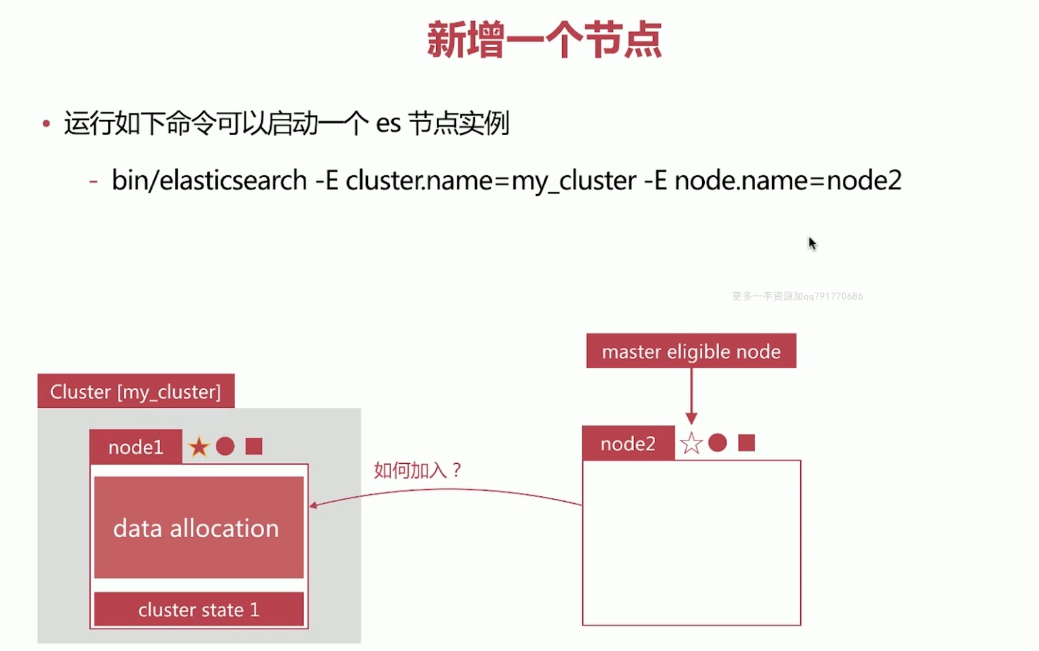 新增一个节点
• 运行如下命令可以启动一个 es 节点实例
- bin/elasticsearch -E cluster.name=my_cluster -E node.name=node2
更多一手资源加qq791770686
master eligible node
Cluster [my_cluster]
node1
node2
如何加入？
data allocation
cluster state 1